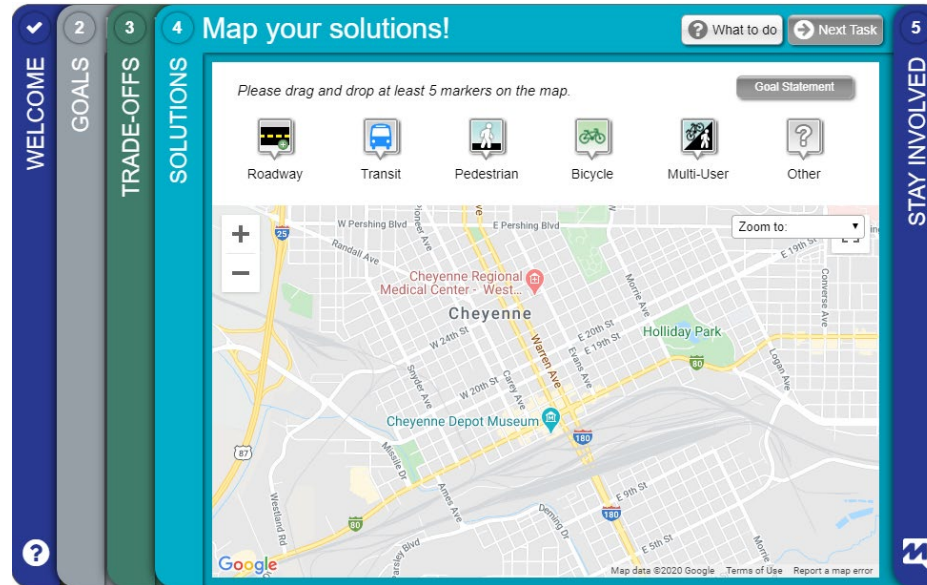 WELCOME
2
GOALS
3
TRADE-OFFS
4
SOLUTIONS
Map your solutions!
? What to do
Next Task
5
STAY INVOLVED
Please drag and drop at least 5 markers on the map.
Goal Statement
Roadway
Transit
Pedestrian
Bicycle
Multi-User
? Other
+
−
Zoom to:
25
W Pershing Blvd
Pioneer Ave
E Pershing Blvd
Randall Ave
E 19th St
Cheyenne Regional
Medical Center - West...
Cheyenne
Morrie Ave
Converse Ave
W 24th St
Warren Ave
E 20th St
E 19th St
Evans Ave
Holliday Park
80
Logan Ave
Snyder Ave
W 20th St
Carey Ave
Cheyenne Depot Museum
180
87
Missile Dr
Westland Rd
Ames Ave
E 9th St
180
Deming Dr
80
Parsley Blvd
E 5th St
Morrie
?
Google
Map data ©2020 Google
Terms of Use
Report a map error